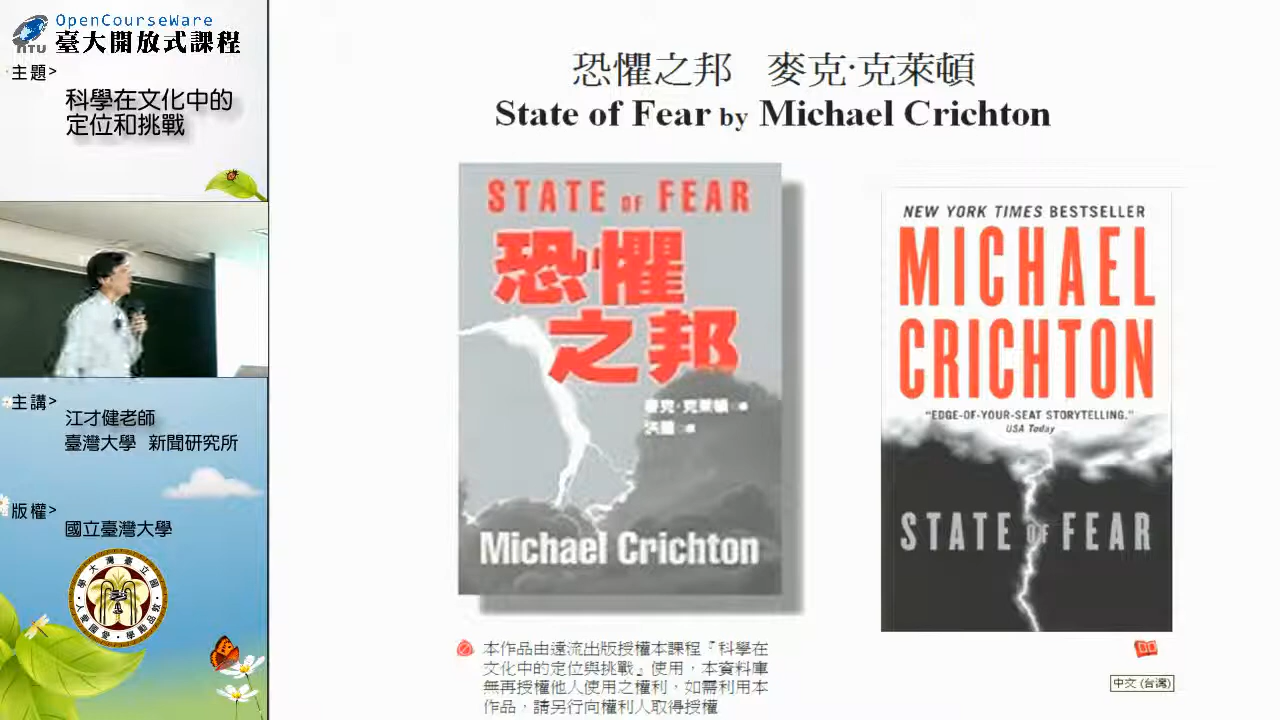 OpenCourseWare
NTU 臺大開放式課程
主題>
科學在文化中的
定位和挑戰
主講>
江才健老師
臺灣大學 新聞研究所
版權>
國立臺灣大學
恐懼之邦 麥克·克萊頓
State of Fear by Michael Crichton
STATE OF FEAR
恐懼
之邦
麥克·克萊頓
Michael Crichton
NEW YORK TIMES BESTSELLER
MICHAEL
CRICHTON
"EDGE-OF-YOUR-SEAT STORYTELLING."
USA Today
STATE OF FEAR
本作品由遠流出版授權本課程『科學在
文化中的定位與挑戰』使用，本資料庫
無再授權他人使用之權利，如需利用本
作品，請另行向權利人取得授權
中文 (台灣)